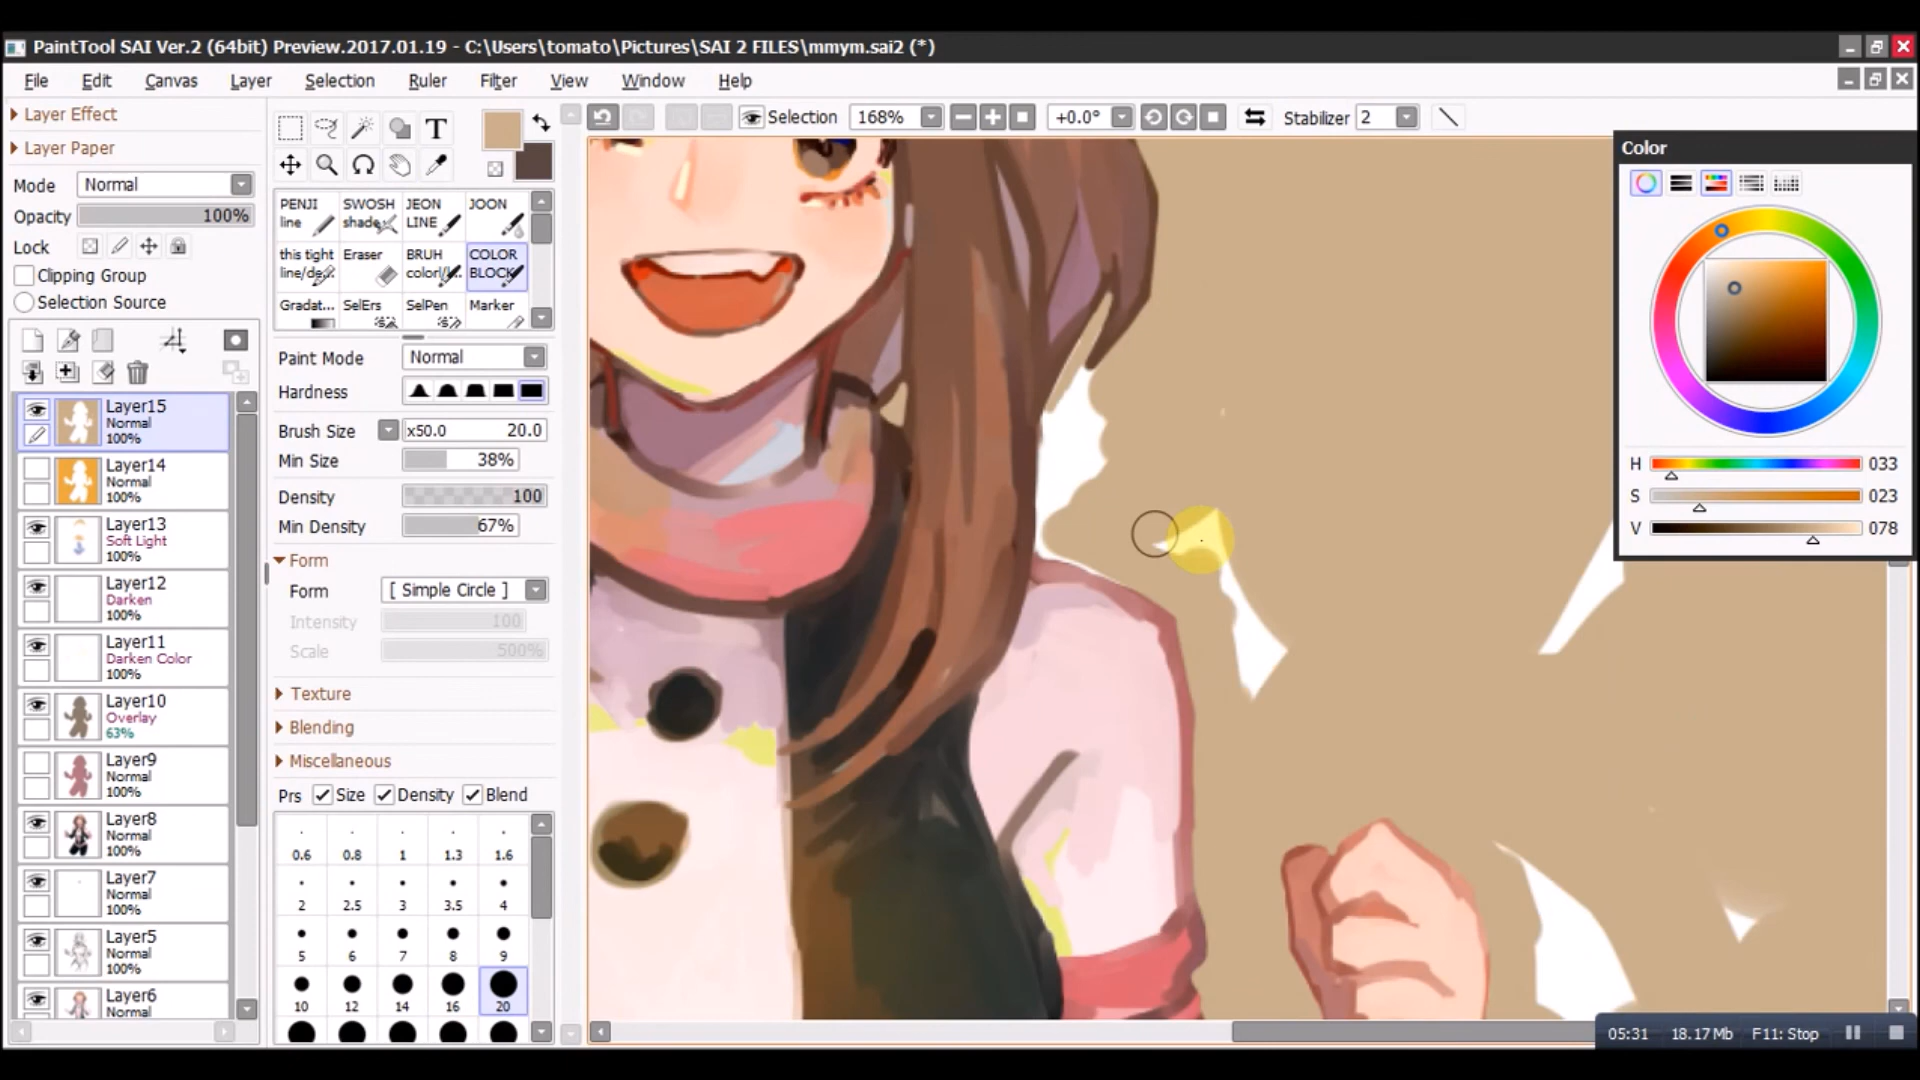 PaintTool SAI Ver.2 (64bit) Preview.2017.01.19 - C:\Users\tomato\Pictures\SAI 2 FILES\mmym.sai2 (*)
File Edit Canvas Layer Selection Ruler Filter View Window Help
Layer Effect
Layer Paper
Mode Normal
Opacity 100%
Lock
Clipping Group
Selection Source
Layer15
Normal
100%
Layer14
Normal
100%
Layer13
Soft Light
100%
Layer12
Darken
100%
Layer11
Darken Color
100%
Layer10
Overlay
63%
Layer9
Normal
100%
Layer8
Normal
100%
Layer7
Normal
100%
Layer5
Normal
100%
Layer6
Normal
T
PENJI line
SWOSH shade
JEON LINE
JOON
this tight line/de...
Eraser
BRUH color/l...
COLOR BLOCK
Gradat...
SelErs
SelPen
Marker
Paint Mode Normal
Hardness
Brush Size x50.0 20.0
Min Size 38%
Density 100
Min Density 67%
Form
Form [ Simple Circle ]
Intensity 100
Scale 500%
Texture
Blending
Miscellaneous
Prs Size Density Blend
0.6 0.8 1 1.3 1.6
2 2.5 3 3.5 4
5 6 7 8 9
10 12 14 16 20
Selection 168% +0.0° Stabilizer 2
Color
H 033
S 023
V 078
05:31 18.17 Mb F11: Stop